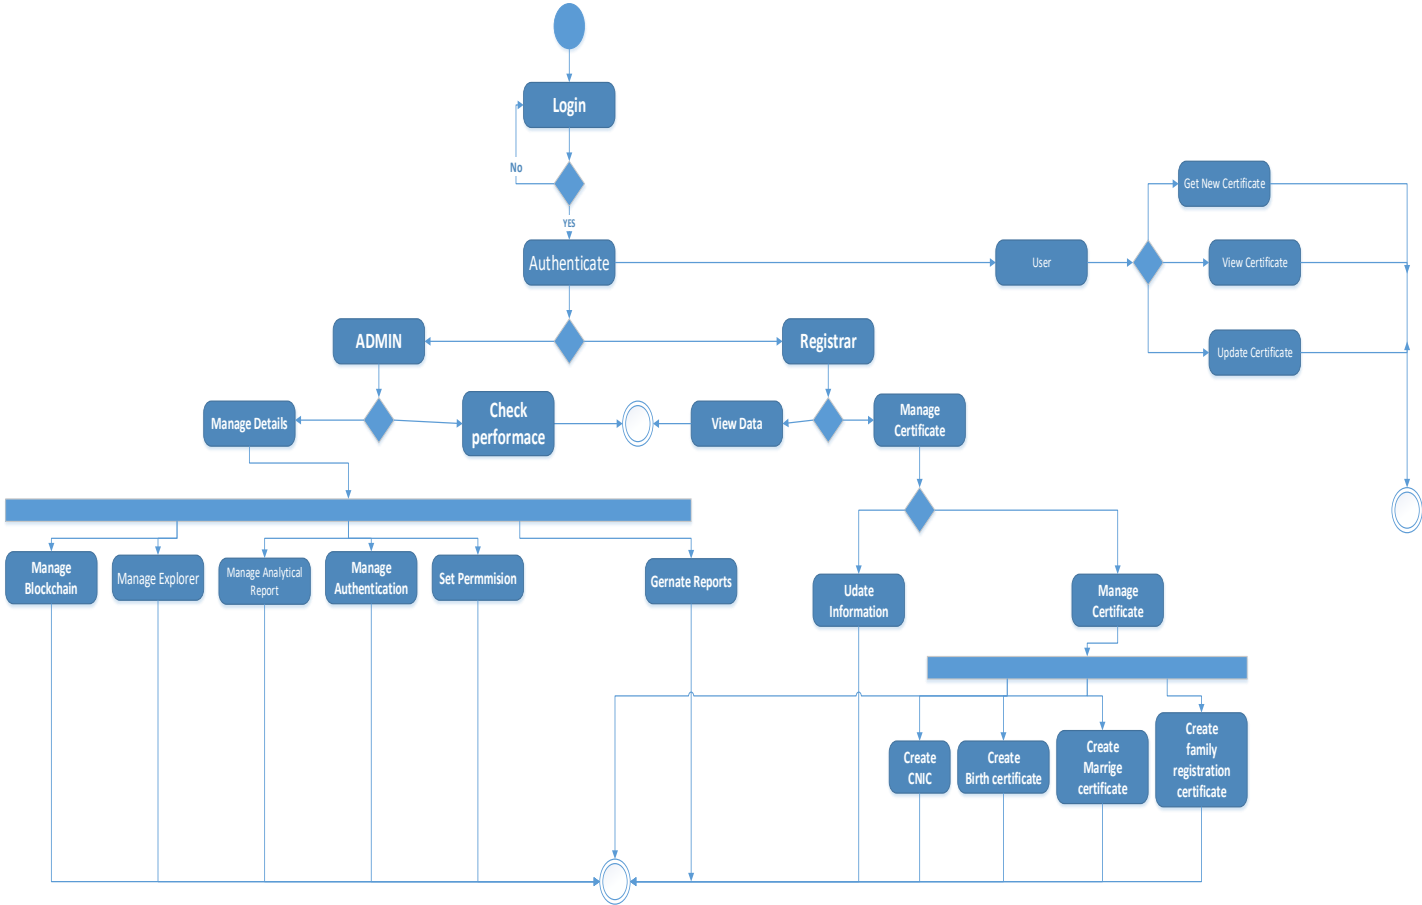 Login
No
YES
Get New Certificate
Authenticate
User
View Certificate
ADMIN
Registrar
Update Certificate
Manage Details
Check
performace
View Data
Manage
Certificate
Manage
Blockchain
Manage Explorer
Manage Analytical
Report
Manage
Authentication
Set Permmision
Gernate Reports
Udate
Information
Manage
Certificate
Create
CNIC
Create
Birth certificate
Create
Marrige
certificate
Create
family
registration
certificate